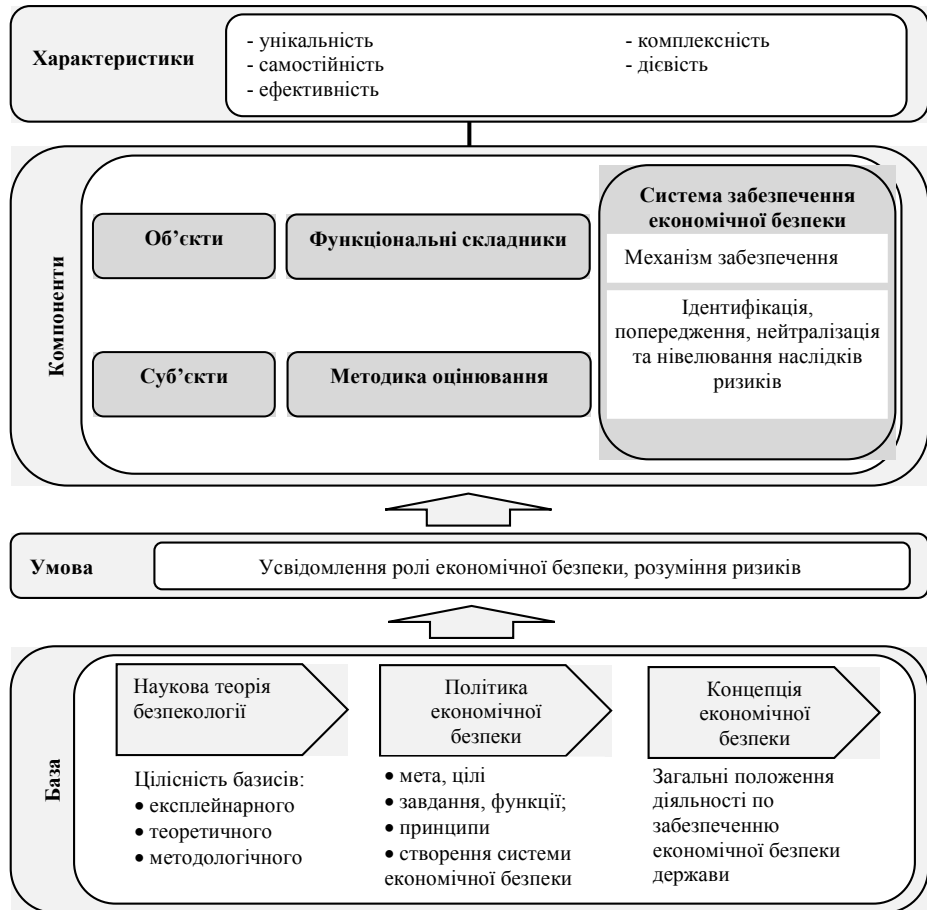 Характеристики
- унікальність
- самостійність
- ефективність
- комплексність
- дієвість
Компоненти
Об’єкти
Функціональні складники
Суб’єкти
Методика оцінювання
Система забезпечення
економічної безпеки
Механізм забезпечення
Ідентифікація,
попередження, нейтралізація
та нівелювання наслідків
ризиків
Умова
Усвідомлення ролі економічної безпеки, розуміння ризиків
База
Наукова теорія
безпекології
Цілісність базисів:
• експлейнарного
• теоретичного
• методологічного
Політика
економічної
безпеки
• мета, цілі
• завдання, функції;
• принципи
• створення системи
економічної безпеки
Концепція
економічної
безпеки
Загальні положення
діяльності по
забезпеченню
економічної безпеки
держави